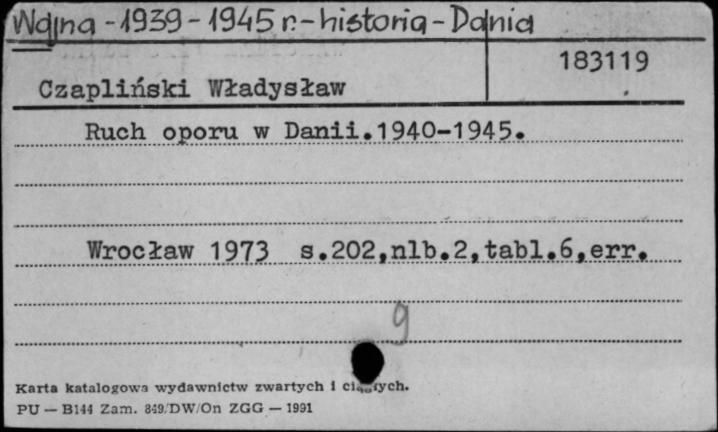 Wojna - 1939 - 1945 r. - historia - Dania
183119
Czapliński Władysław
Ruch oporu w Danii.1940-1945.
Wrocław 1973 s.202,nlb.2,tabl.6,err.
9
Karta katalogowa wydawnictw zwartych i ciągłych.
PU — B144 Zam. 849/DW/On ZGG — 1991